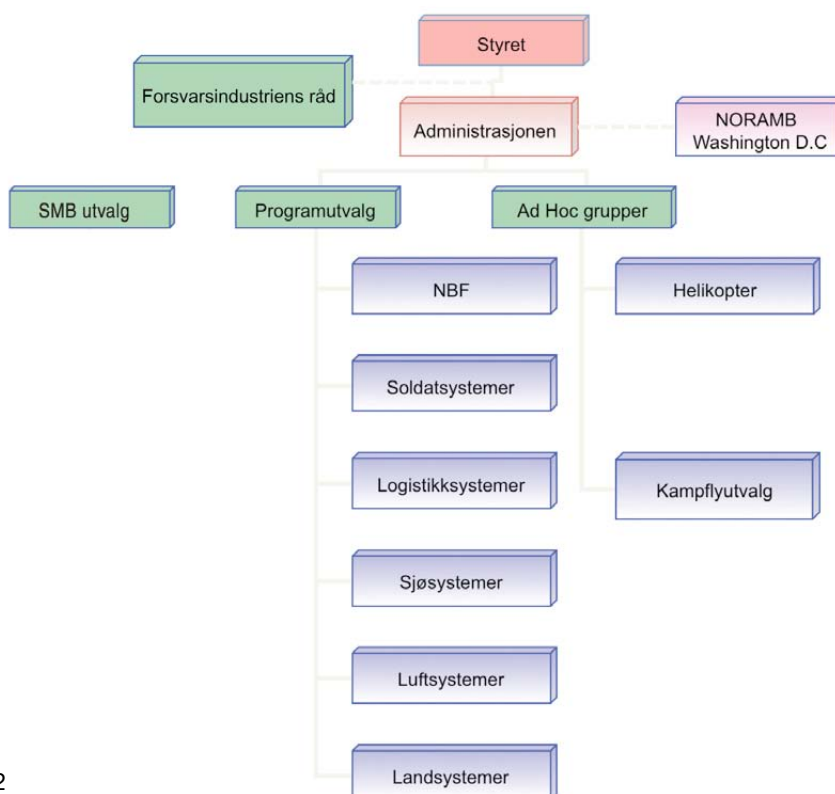 Styret
Forsvarsindustriens råd
Administrasjonen
NORAMB
Washington D.C
SMB utvalg
Programutvalg
Ad Hoc grupper
NBF
Helikopter
Soldatsystemer
Logistikksystemer
Kampflyutvalg
Sjøsystemer
Luftsystemer
Landsystemer
2